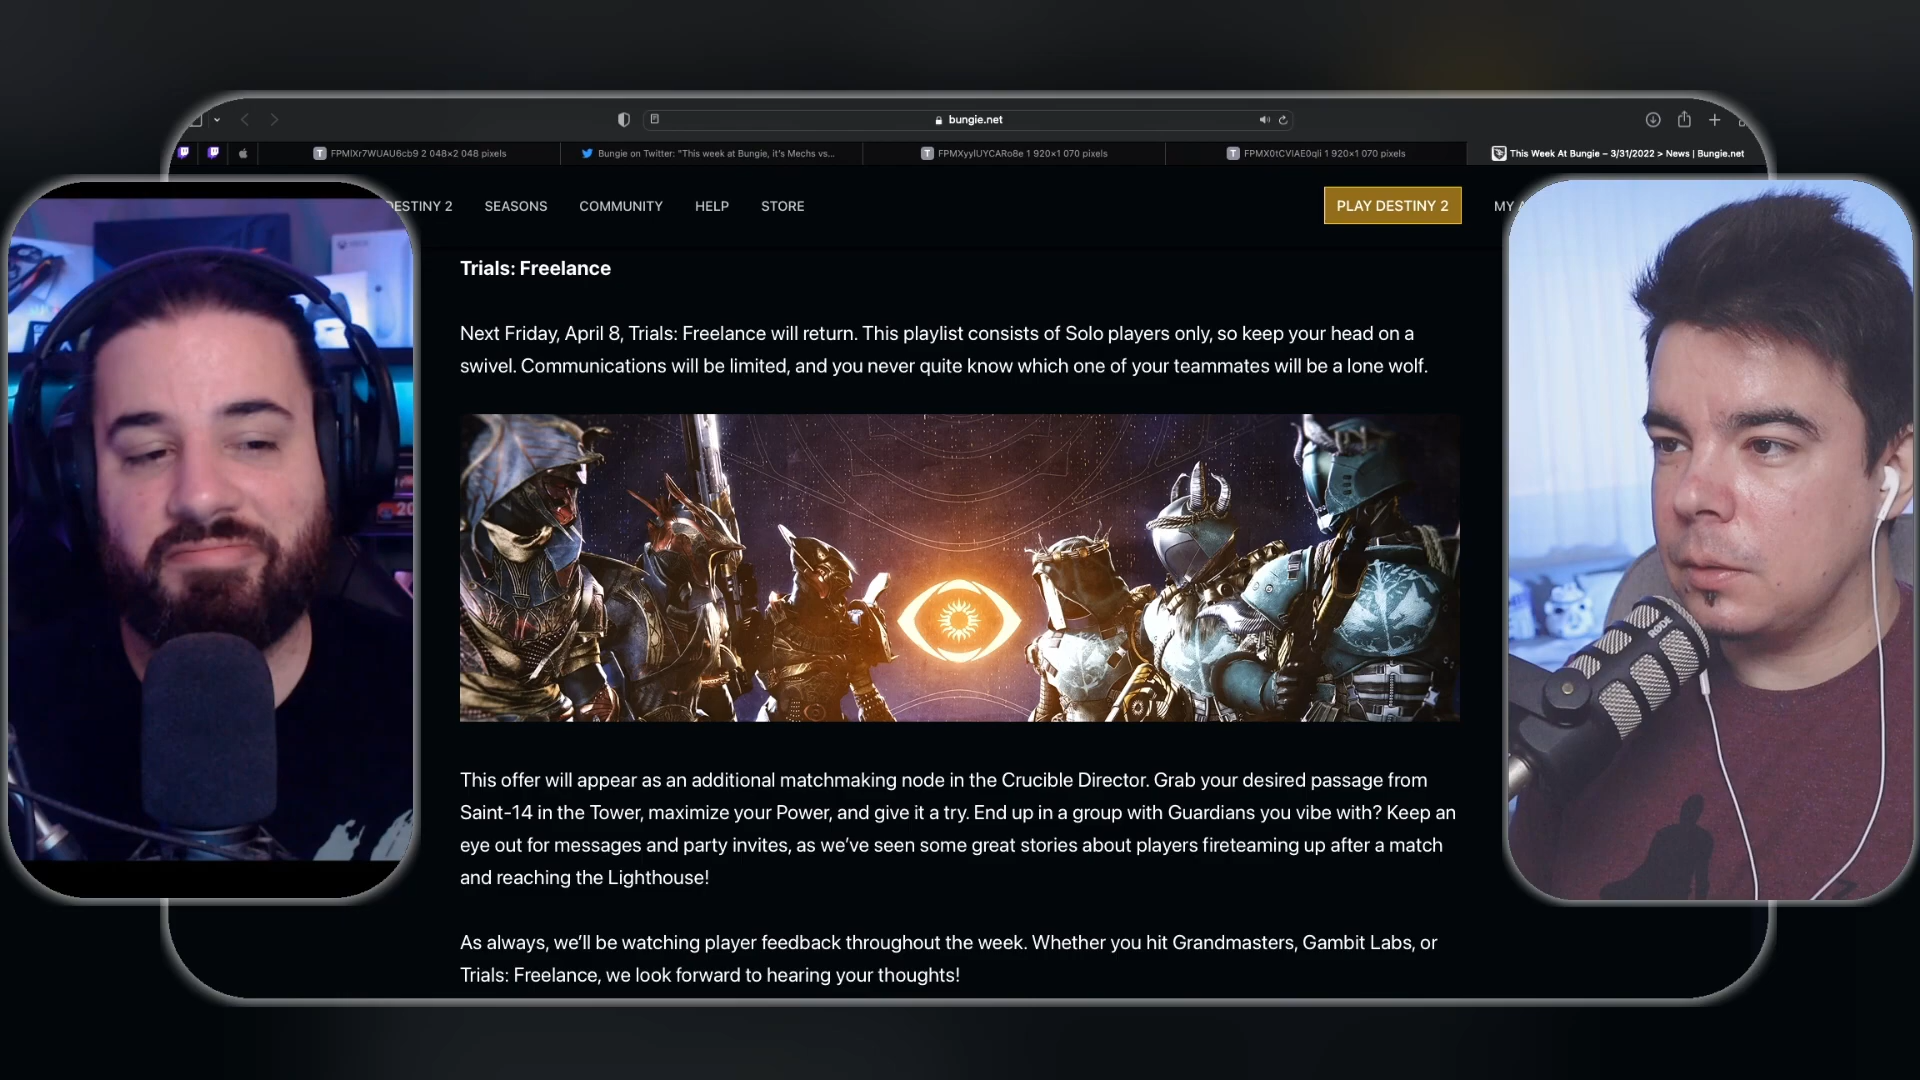 bungie.net
FPMIXr7WUAU6cb9 2 048×2 048 pixels
Bungie on Twitter: "This week at Bungie, it's Mechs vs...
FPMXyyIUYCARo8e 1 920×1 070 pixels
FPMX0tCVIAE0qli 1 920×1 070 pixels
This Week At Bungie – 3/31/2022 > News | Bungie.net
DESTINY 2
SEASONS
COMMUNITY
HELP
STORE
PLAY DESTINY 2
MY A
Trials: Freelance
Next Friday, April 8, Trials: Freelance will return. This playlist consists of Solo players only, so keep your head on a
swivel. Communications will be limited, and you never quite know which one of your teammates will be a lone wolf.
This offer will appear as an additional matchmaking node in the Crucible Director. Grab your desired passage from
Saint-14 in the Tower, maximize your Power, and give it a try. End up in a group with Guardians you vibe with? Keep an
eye out for messages and party invites, as we've seen some great stories about players fireteaming up after a match
and reaching the Lighthouse!
As always, we'll be watching player feedback throughout the week. Whether you hit Grandmasters, Gambit Labs, or
Trials: Freelance, we look forward to hearing your thoughts!
XBOX
RØDE